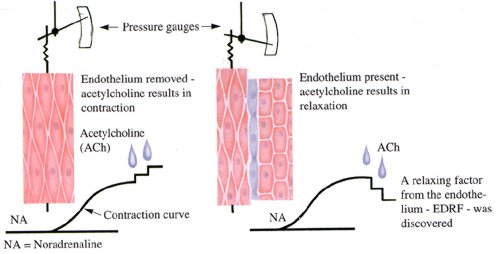 Pressure gauges
Endothelium removed -
acetylcholine results in
contraction
Acetylcholine
(ACh)
NA
Contraction curve
NA = Noradrenaline
Endothelium present -
acetylcholine results in
relaxation
ACh
NA
A relaxing factor
from the endothe-
lium - EDRF - was
discovered